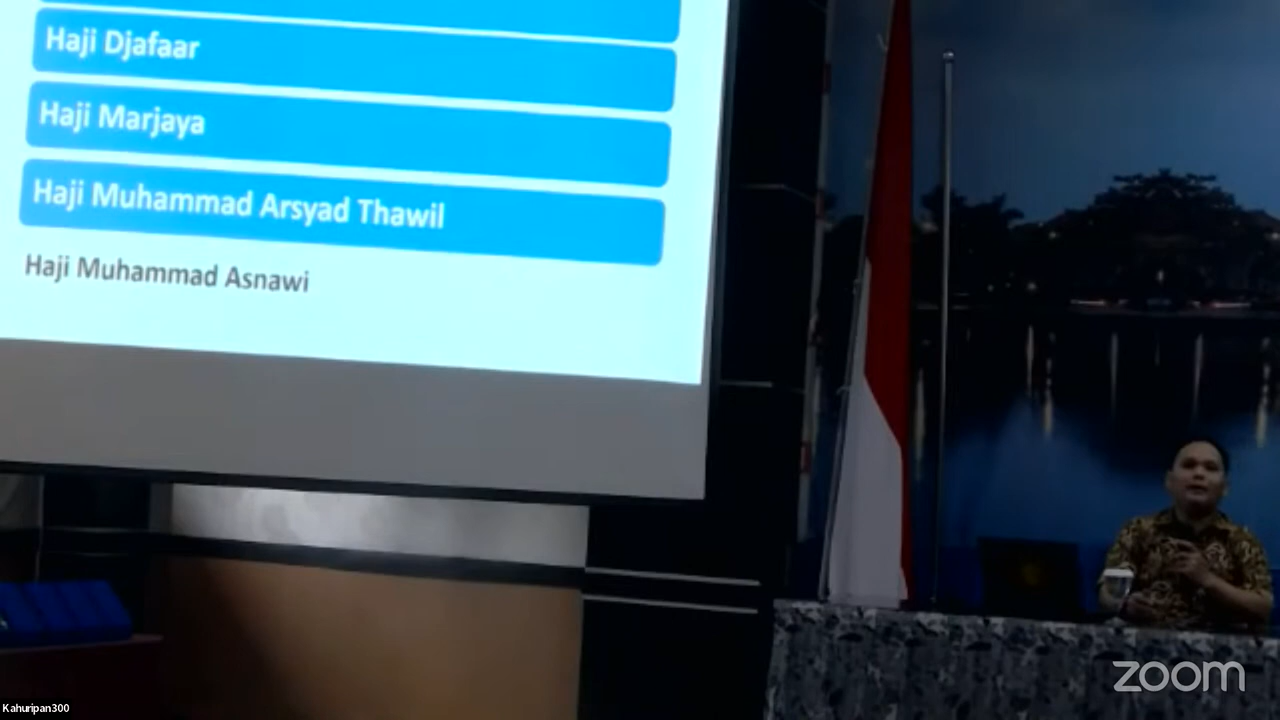 Haji Djafaar
Haji Marjaya
Haji Muhammad Arsyad Thawil
Haji Muhammad Asnawi
zoom
Kahuripan300